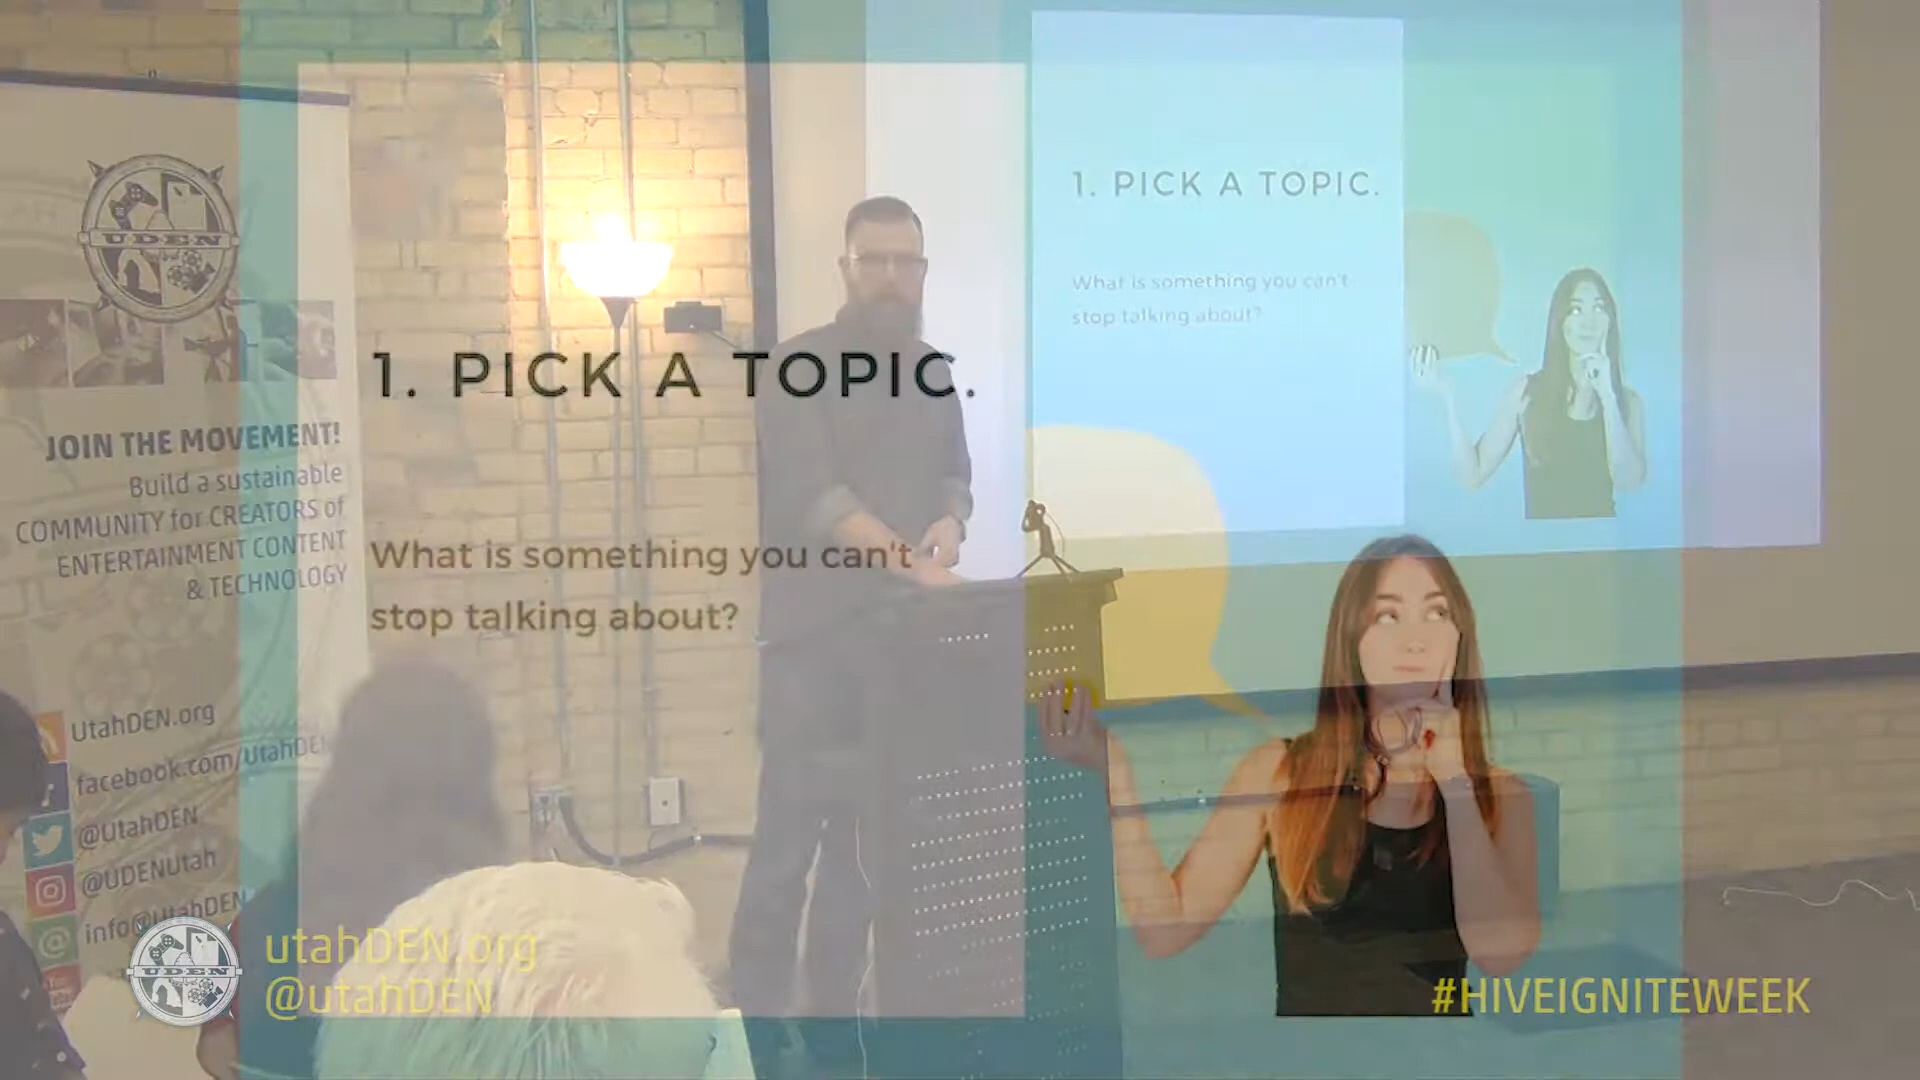 UDEN
JOIN THE MOVEMENT!
Build a sustainable
COMMUNITY for CREATORS of
ENTERTAINMENT CONTENT
& TECHNOLOGY
UtahDEN.org
facebook.com/UtahDEN
@UtahDEN
@UDENUtah
info@UtahDEN
1. PICK A TOPIC.
What is something you can't
stop talking about?
1. PICK A TOPIC.
What is something you can't
stop talking about?
UDEN
utahDEN.org
@utahDEN
#HIVEIGNITEWEEK